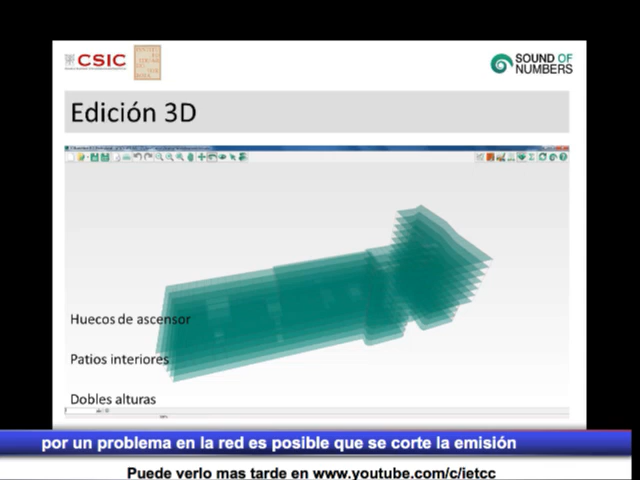 CSIC
SOUND OF
NUMBERS
Edición 3D
Huecos de ascensor
Patios interiores
Dobles alturas
por un problema en la red es posible que se corte la emisión
Puede verlo mas tarde en www.youtube.com/c/ietcc